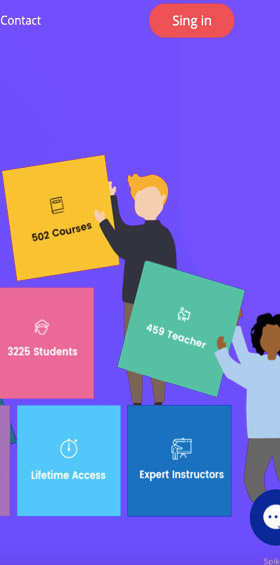 Contact
Sing in
502 Courses
459 Teacher
3225 Students
Lifetime Access
Expert Instructors